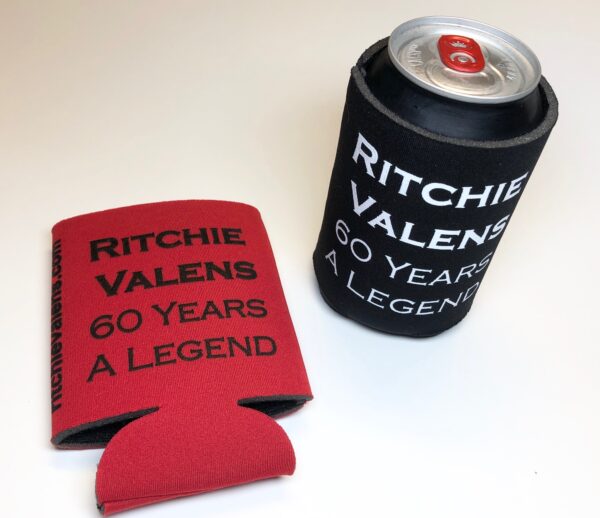 RITCHIE
VALENS
60 YEARS
A LEGEND
ritchievalens.com
RITCHIE
VALENS
60 YEARS
A LEGEND